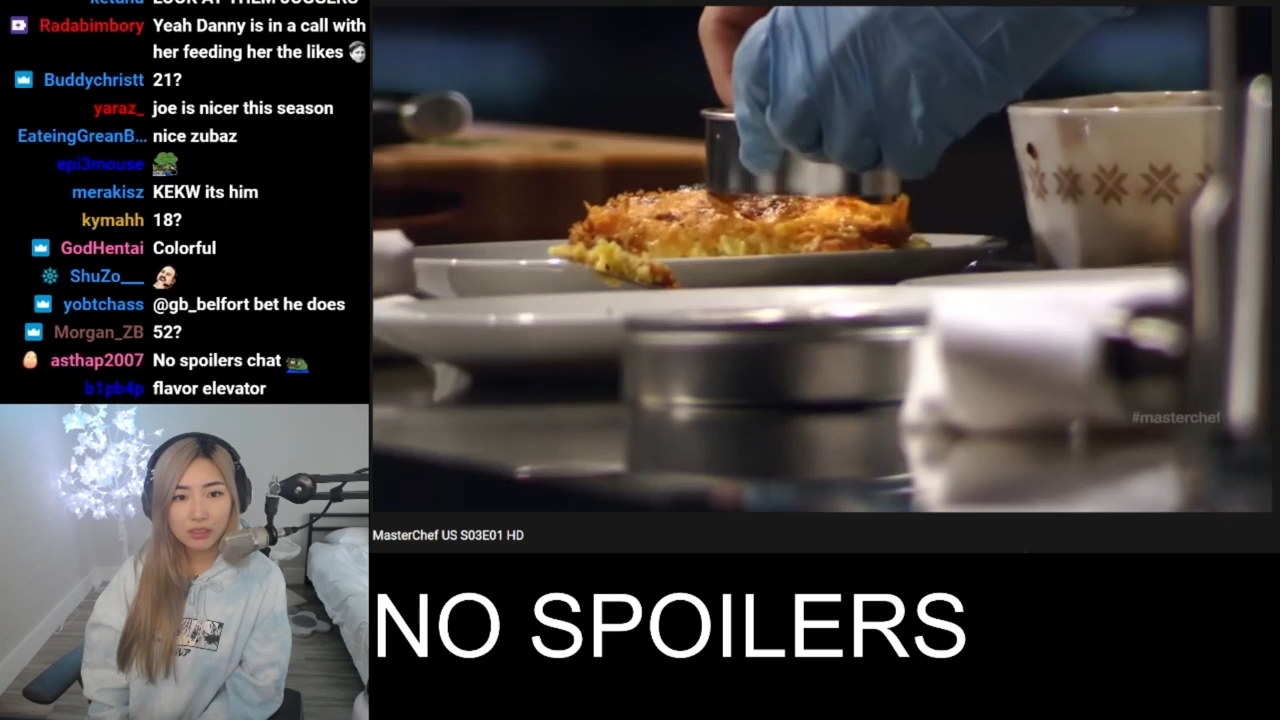 Radabimbory Yeah Danny is in a call with
her feeding her the likes
Buddychristt 21?
yaraz_ joe is nicer this season
EateingGreanB... nice zubaz
epi3mouse
merakisz KEKW its him
kymahh 18?
GodHentai Colorful
ShuZo___
yobtchass @gb_belfort bet he does
Morgan_ZB 52?
asthap2007 No spoilers chat
b1pb4p flavor elevator
#masterchef
MasterChef US S03E01 HD
NO SPOILERS